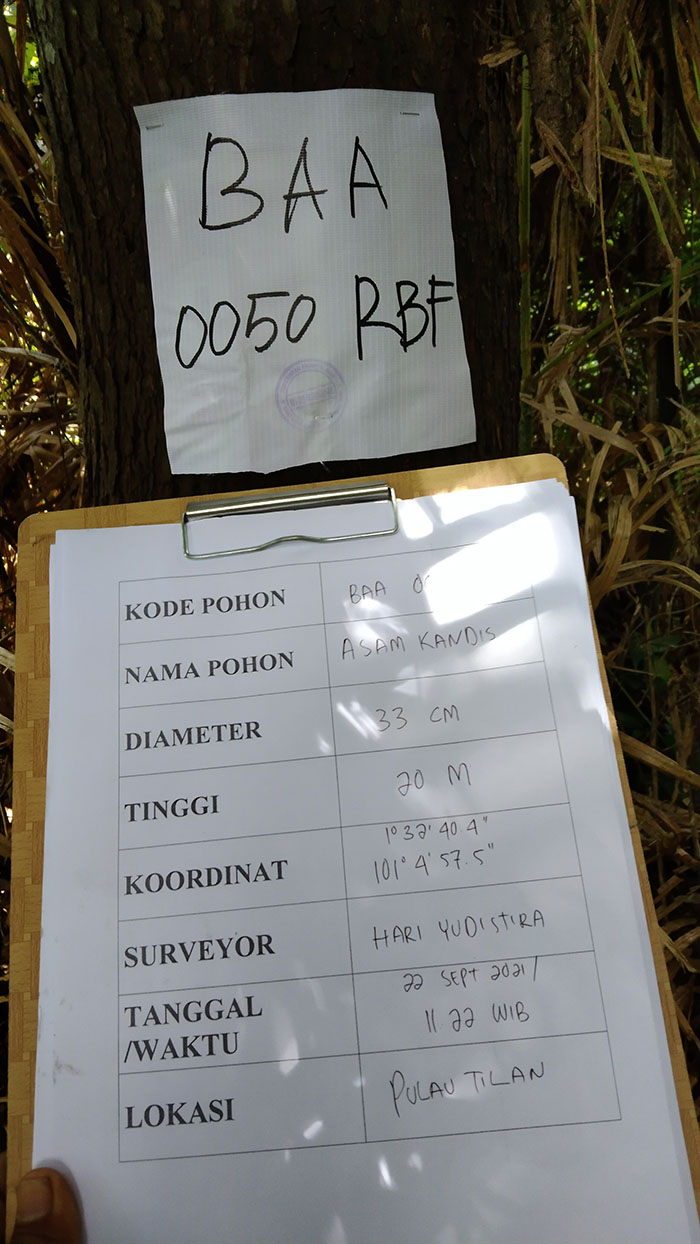 BAA
0050 RBF
KODE POHON BAA
NAMA POHON ASAM KANDIS
DIAMETER 33 CM
TINGGI 20 M
KOORDINAT 1° 32' 40.4"
101° 4' 57.5"
SURVEYOR HARI YUDISTIRA
TANGGAL 22 SEPT 2021/
/WAKTU 11.22 WIB
LOKASI PULAU TILAN